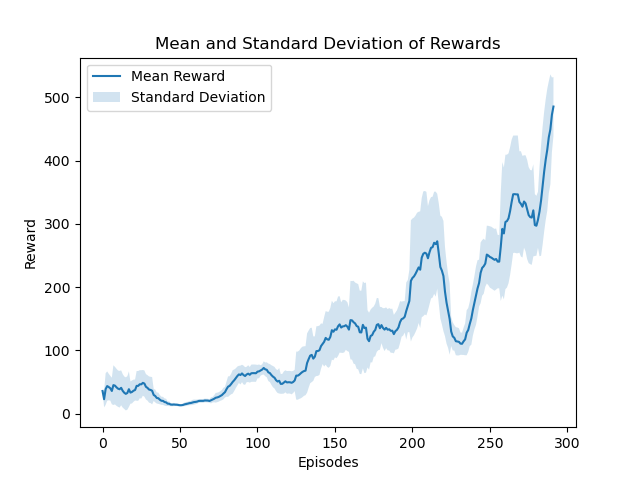 Mean and Standard Deviation of Rewards
Mean Reward
Standard Deviation
500
400
300
200
100
0
Reward
0 50 100 150 200 250 300
Episodes